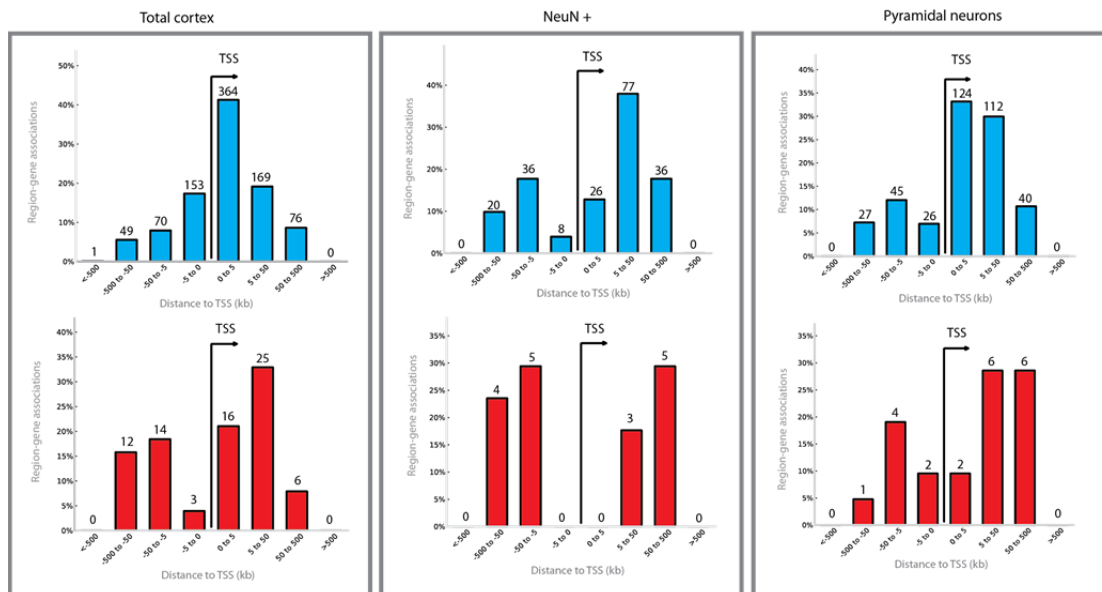 Total cortex
NeuN +
Pyramidal neurons
TSS
50%
40%
30%
20%
10%
0%
Region-gene associations
1
49
70
153
364
169
76
0
<-500
-500 to -50
-50 to -5
-5 to 0
0 to 5
5 to 50
50 to 500
>500
Distance to TSS (kb)
TSS
40%
30%
20%
10%
0%
Region-gene associations
0
20
36
8
26
77
36
0
<-500
-500 to -50
-50 to -5
-5 to 0
0 to 5
5 to 50
50 to 500
>500
Distance to TSS (kb)
TSS
40%
35%
30%
25%
20%
15%
10%
5%
0%
Region-gene associations
0
27
45
26
124
112
40
0
<-500
-500 to -50
-50 to -5
-5 to 0
0 to 5
5 to 50
50 to 500
>500
Distance to TSS (kb)
TSS
40%
35%
30%
25%
20%
15%
10%
5%
0%
Region-gene associations
0
12
14
3
16
25
6
0
<-500
-500 to -50
-50 to -5
-5 to 0
0 to 5
5 to 50
50 to 500
>500
Distance to TSS (kb)
TSS
35%
30%
25%
20%
15%
10%
5%
0%
Region-gene associations
0
4
5
0
0
3
5
0
<-500
-500 to -50
-50 to -5
-5 to 0
0 to 5
5 to 50
50 to 500
>500
Distance to TSS (kb)
TSS
35%
30%
25%
20%
15%
10%
5%
0%
Region-gene associations
0
1
4
2
2
6
6
0
<-500
-500 to -50
-50 to -5
-5 to 0
0 to 5
5 to 50
50 to 500
>500
Distance to TSS (kb)